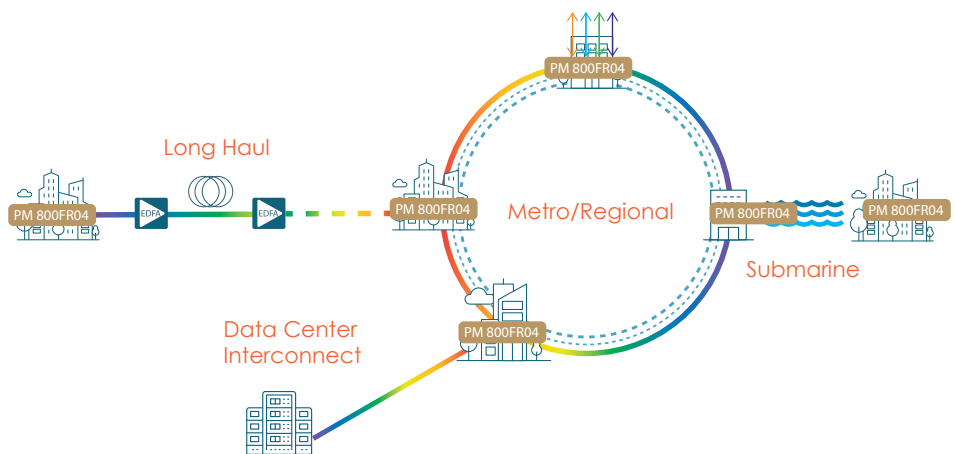 PM 800FR04
Long Haul
PM 800FR04
EDFA
EDFA
PM 800FR04
Metro/Regional
PM 800FR04
PM 800FR04
Submarine
Data Center
Interconnect
PM 800FR04